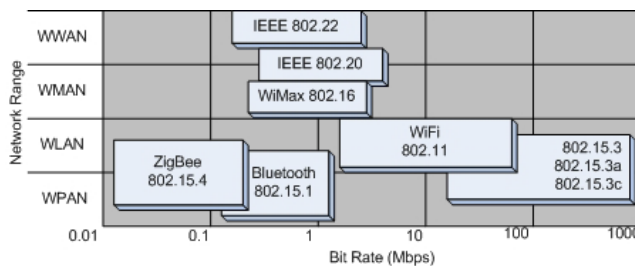 Network Range
WWAN
WMAN
WLAN
WPAN
IEEE 802.22
IEEE 802.20
WiMax 802.16
WiFi
802.11
802.15.3
802.15.3a
802.15.3c
ZigBee
802.15.4
Bluetooth
802.15.1
0.01 0.1 1 10 100 1000
Bit Rate (Mbps)